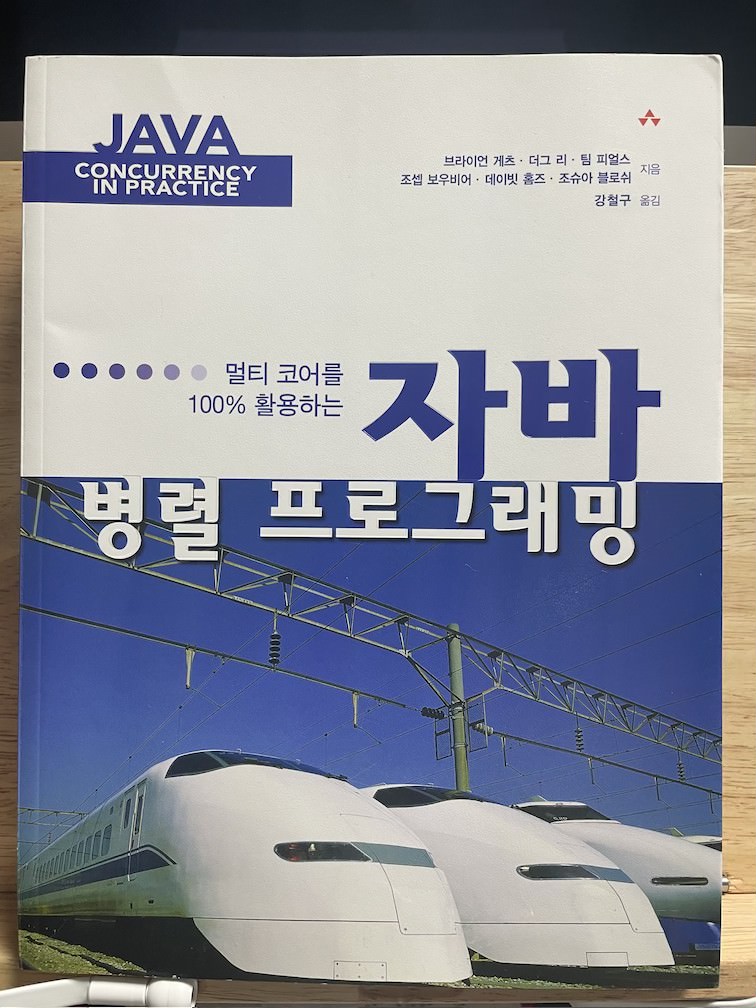 JAVA
CONCURRENCY
IN PRACTICE
브라이언 게츠 · 더그 리 · 팀 피얼스
조셉 보우비어 · 데이빗 홈즈 · 조슈아 블로쉬
지음
강철구 옮김
멀티 코어를
100% 활용하는
자바
병렬 프로그래밍